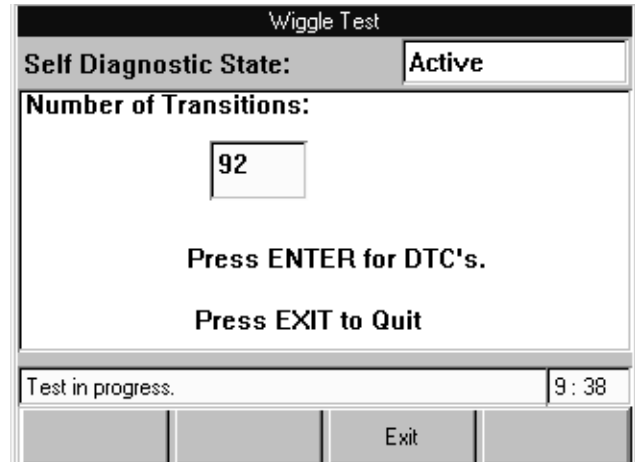 Wiggle Test
Self Diagnostic State: Active
Number of Transitions:
92
Press ENTER for DTC's.
Press EXIT to Quit
Test in progress. 9 : 38
Exit